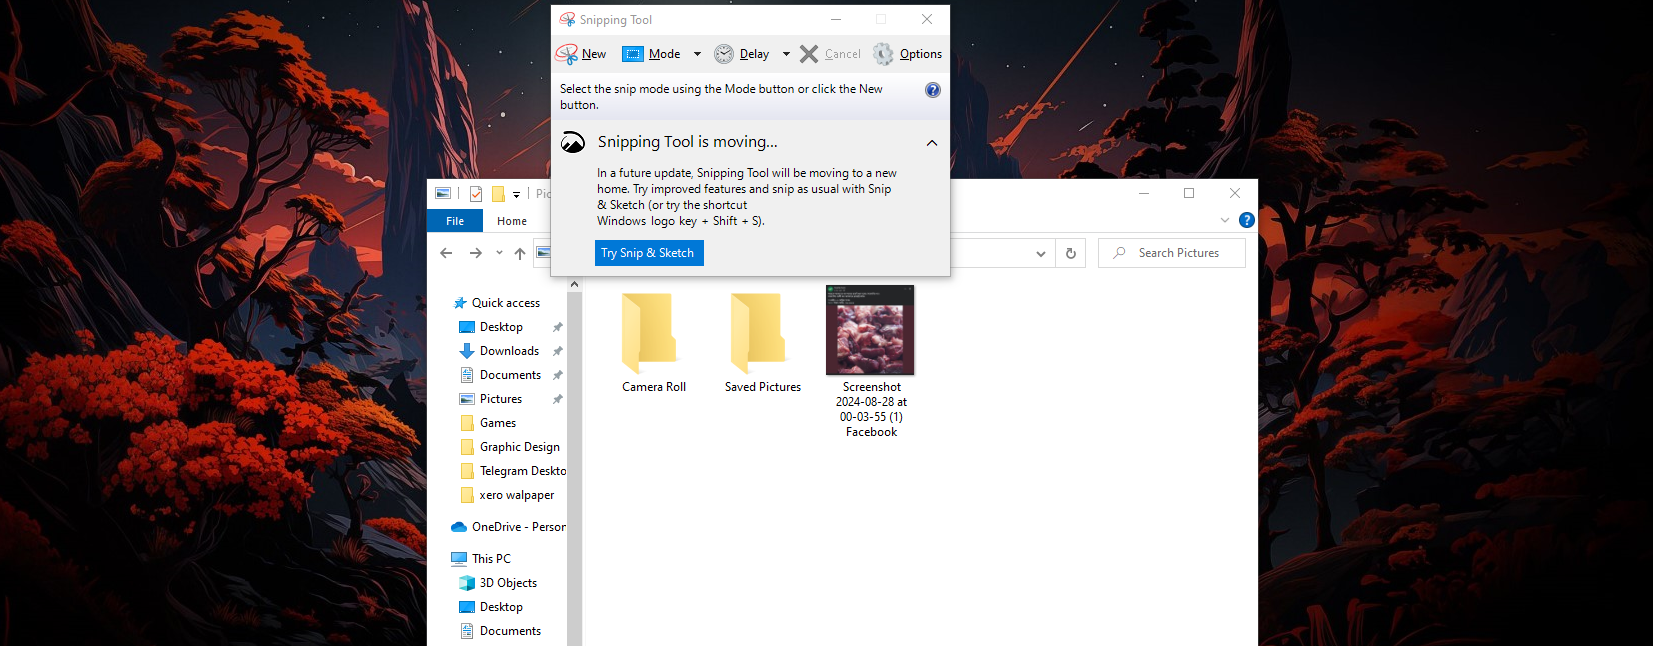 Snipping Tool
New Mode Delay Cancel Options
Select the snip mode using the Mode button or click the New
button.
Snipping Tool is moving...
In a future update, Snipping Tool will be moving to a new
home. Try improved features and snip as usual with Snip
& Sketch (or try the shortcut
Windows logo key + Shift + S).
Try Snip & Sketch
File Home
Search Pictures
Quick access
Desktop
Downloads
Documents
Pictures
Games
Graphic Design
Telegram Deskto
xero walpaper
OneDrive - Person
This PC
3D Objects
Desktop
Documents
Camera Roll
Saved Pictures
Screenshot
2024-08-28 at
00-03-55 (1)
Facebook